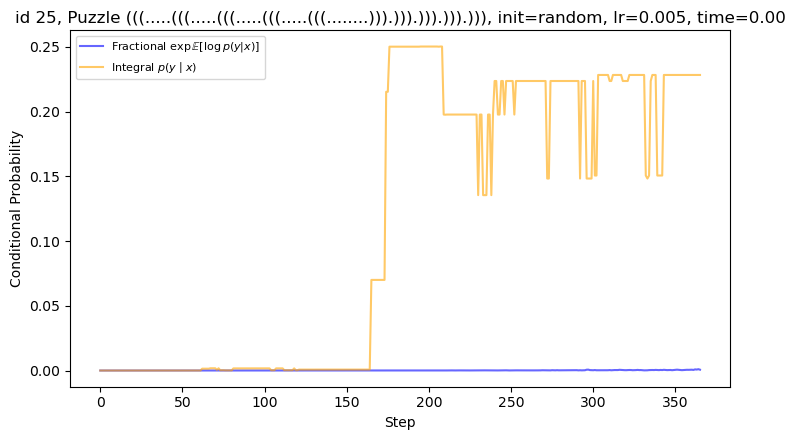 id 25, Puzzle (((.....(((.....(((.....(((.....(((........))).))).))).))).))), init=random, lr=0.005, time=0.00
Fractional exp𝔼[log p(y|x)]
Integral p(y | x)
Conditional Probability
0.25
0.20
0.15
0.10
0.05
0.00
0 50 100 150 200 250 300 350
Step